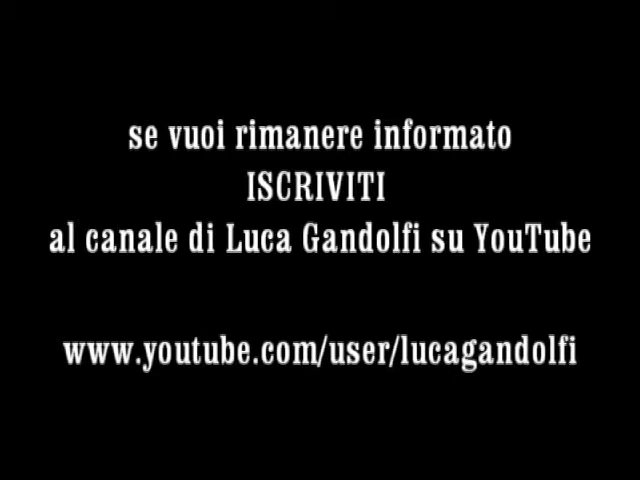 se vuoi rimanere informato
ISCRIVITI
al canale di Luca Gandolfi su YouTube
www.youtube.com/user/lucagandolfi